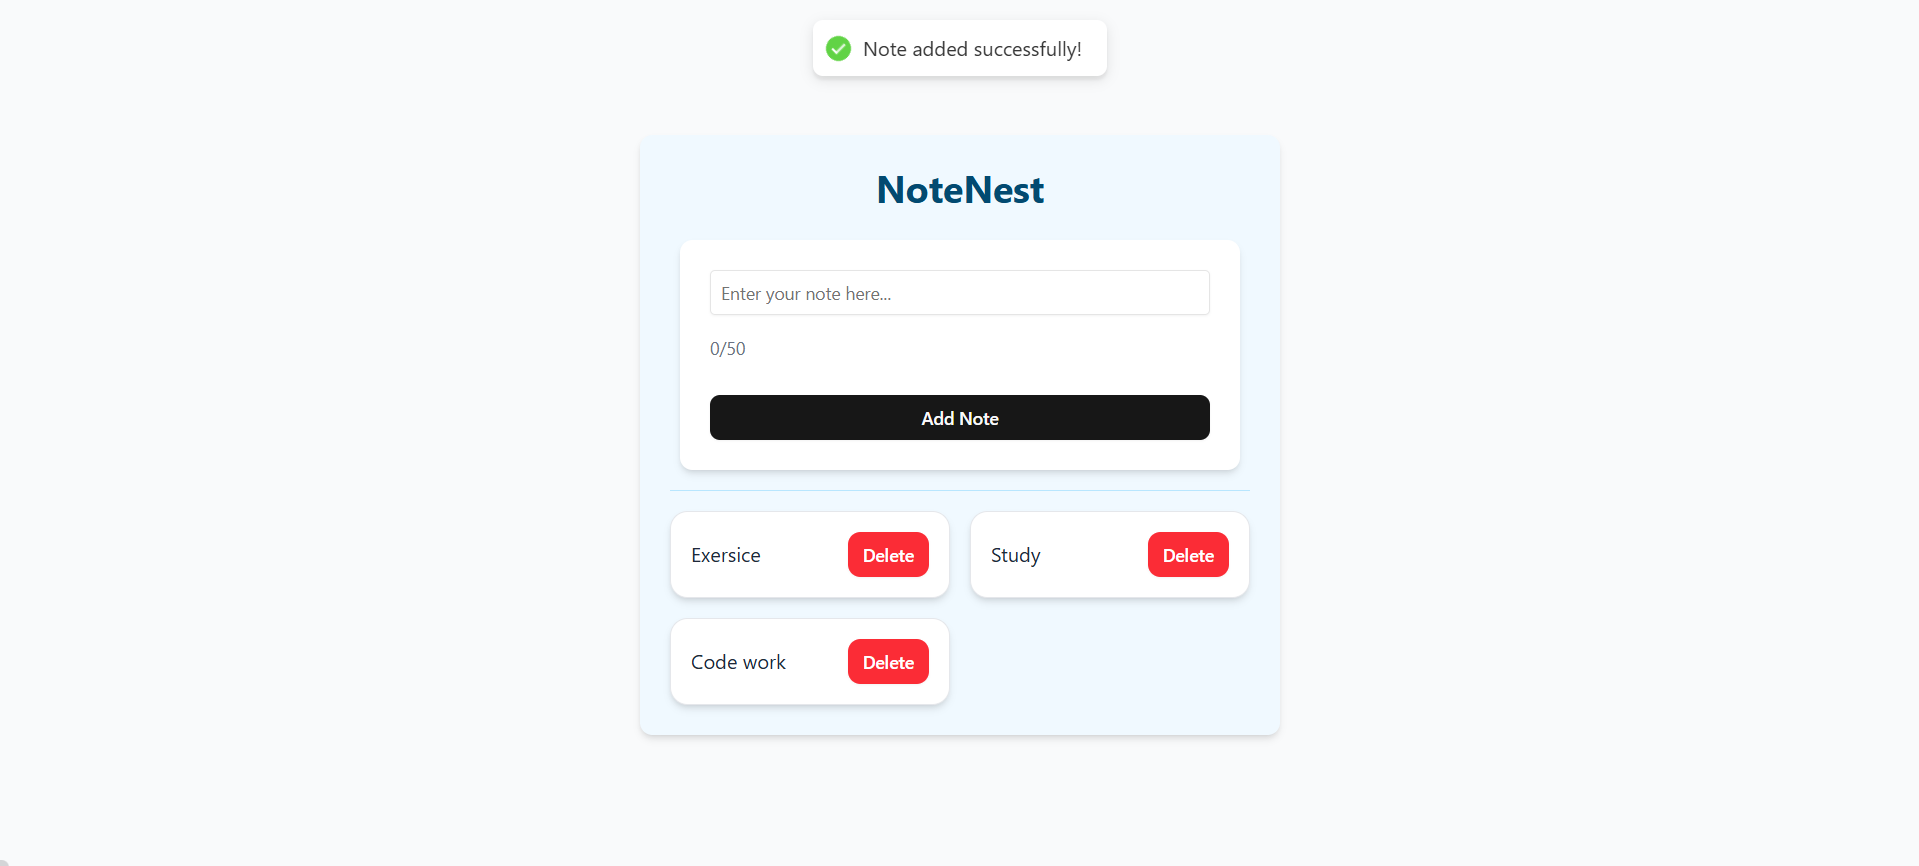 Note added successfully!
NoteNest
Enter your note here...
0/50
Add Note
Exersice
Delete
Study
Delete
Code work
Delete